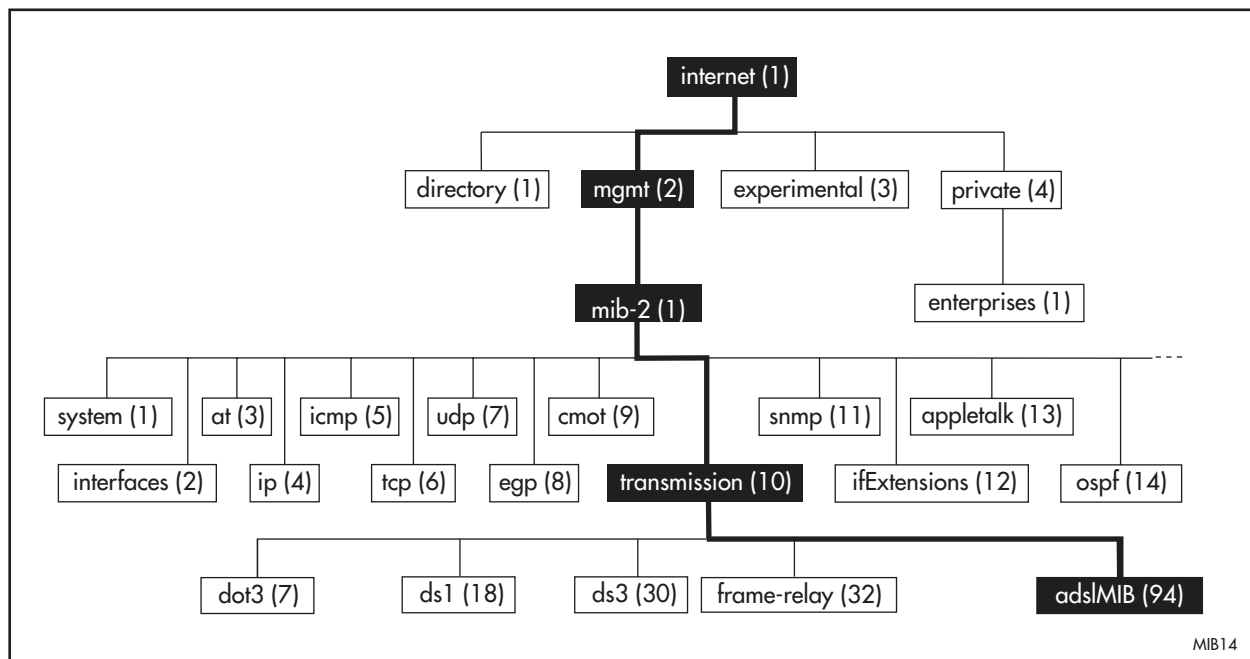 internet (1)
directory (1)
mgmt (2)
experimental (3)
private (4)
mib-2 (1)
enterprises (1)
system (1)
at (3)
icmp (5)
udp (7)
cmot (9)
snmp (11)
appletalk (13)
interfaces (2)
ip (4)
tcp (6)
egp (8)
transmission (10)
ifExtensions (12)
ospf (14)
dot3 (7)
ds1 (18)
ds3 (30)
frame-relay (32)
adslMIB (94)
MIB14